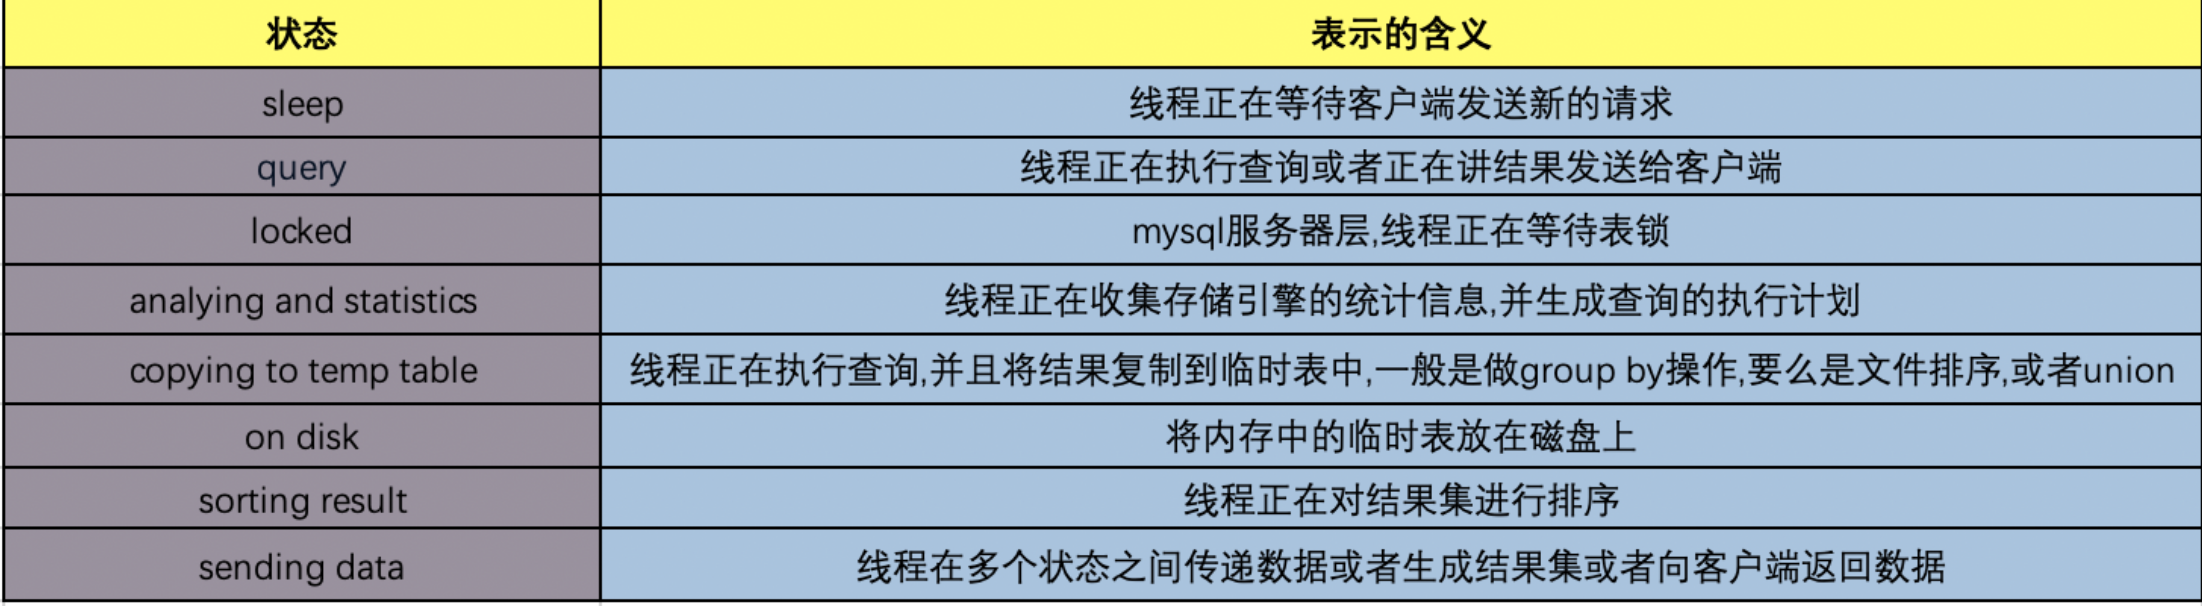 状态 表示的含义
sleep 线程正在等待客户端发送新的请求
query 线程正在执行查询或者正在讲结果发送给客户端
locked mysql服务器层,线程正在等待表锁
analying and statistics 线程正在收集存储引擎的统计信息,并生成查询的执行计划
copying to temp table 线程正在执行查询,并且将结果复制到临时表中,一般是做group by操作,要么是文件排序,或者union
on disk 将内存中的临时表放在磁盘上
sorting result 线程正在对结果集进行排序
sending data 线程在多个状态之间传递数据或者生成结果集或者向客户端返回数据